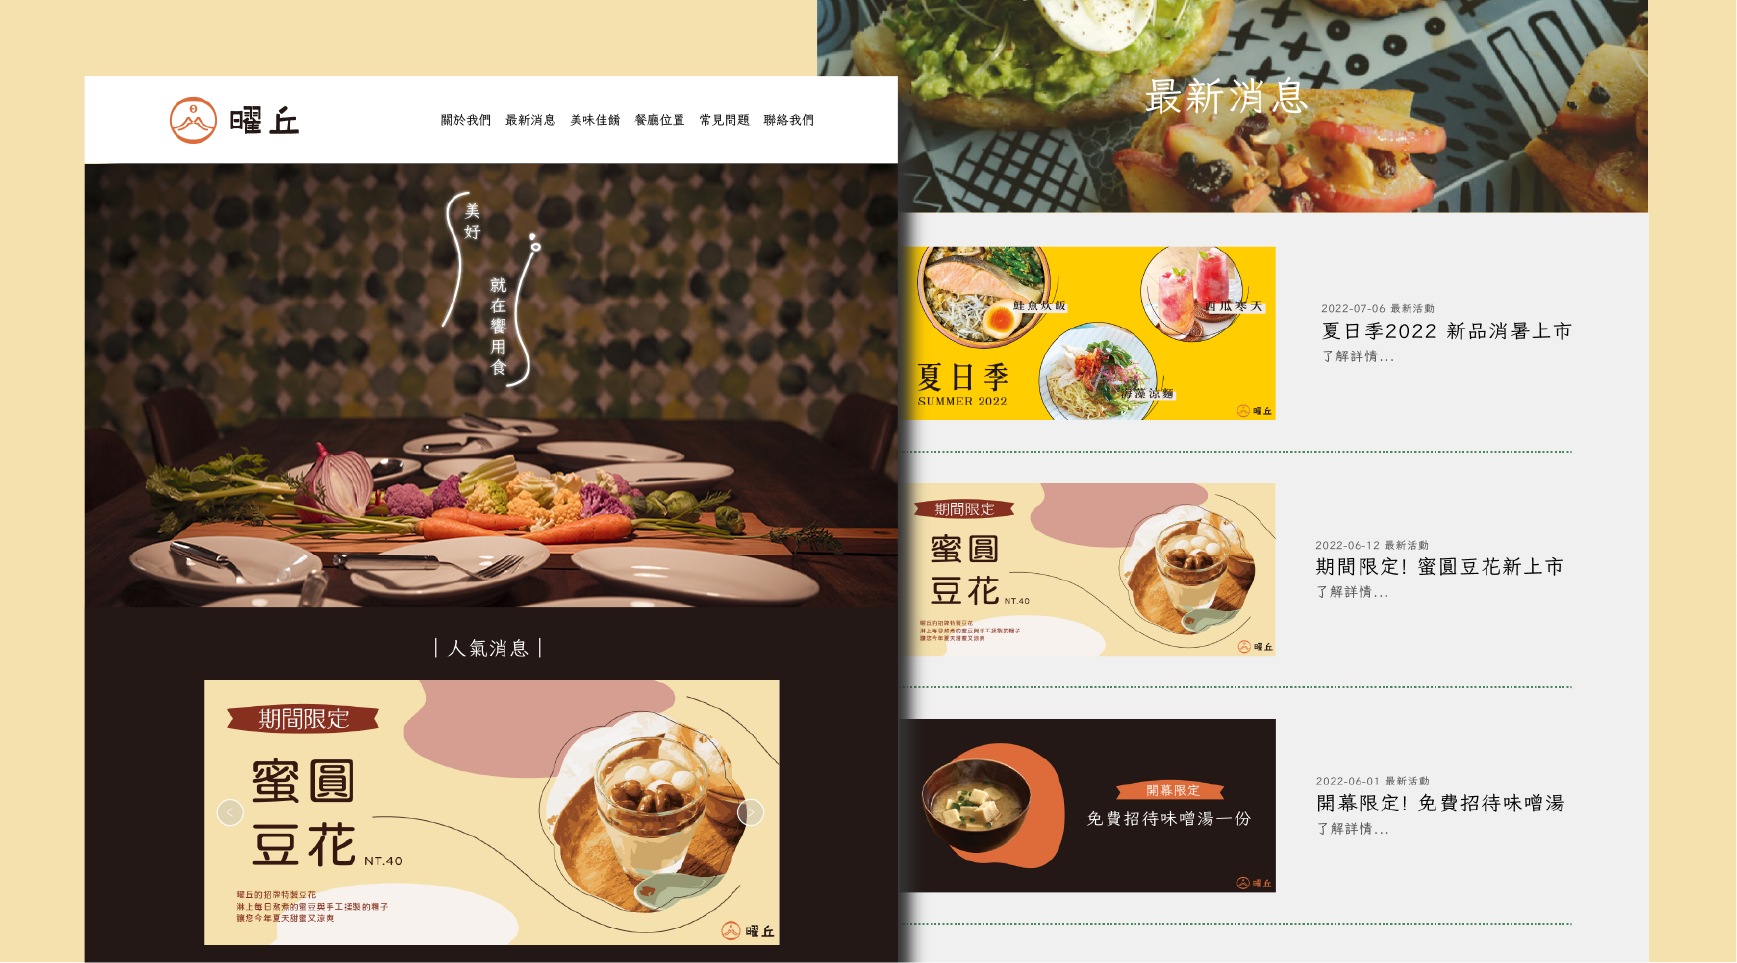 曜丘
關於我們 最新消息 美味佳餚 餐廳位置 常見問題 聯絡我們
美好
就在饗用食
人氣消息
期間限定
蜜圓
豆花 NT.40
曜丘的招牌特製豆花
淋上每日熬煮的蜜豆與手工揉製的糰子
讓您今年夏天甜蜜又涼爽
曜丘
最新消息
鮭魚炊飯
西瓜寒天
海藻涼麵
夏日季
SUMMER 2022
曜丘
2022-07-06 最新活動
夏日季2022 新品消暑上市
了解詳情...
期間限定
蜜圓
豆花 NT.40
曜丘的招牌特製豆花
淋上每日熬煮的蜜豆與手工揉製的糰子
讓您今年夏天甜蜜又涼爽
曜丘
2022-06-12 最新活動
期間限定! 蜜圓豆花新上市
了解詳情...
開幕限定
免費招待味噌湯一份
曜丘
2022-06-01 最新活動
開幕限定! 免費招待味噌湯
了解詳情...